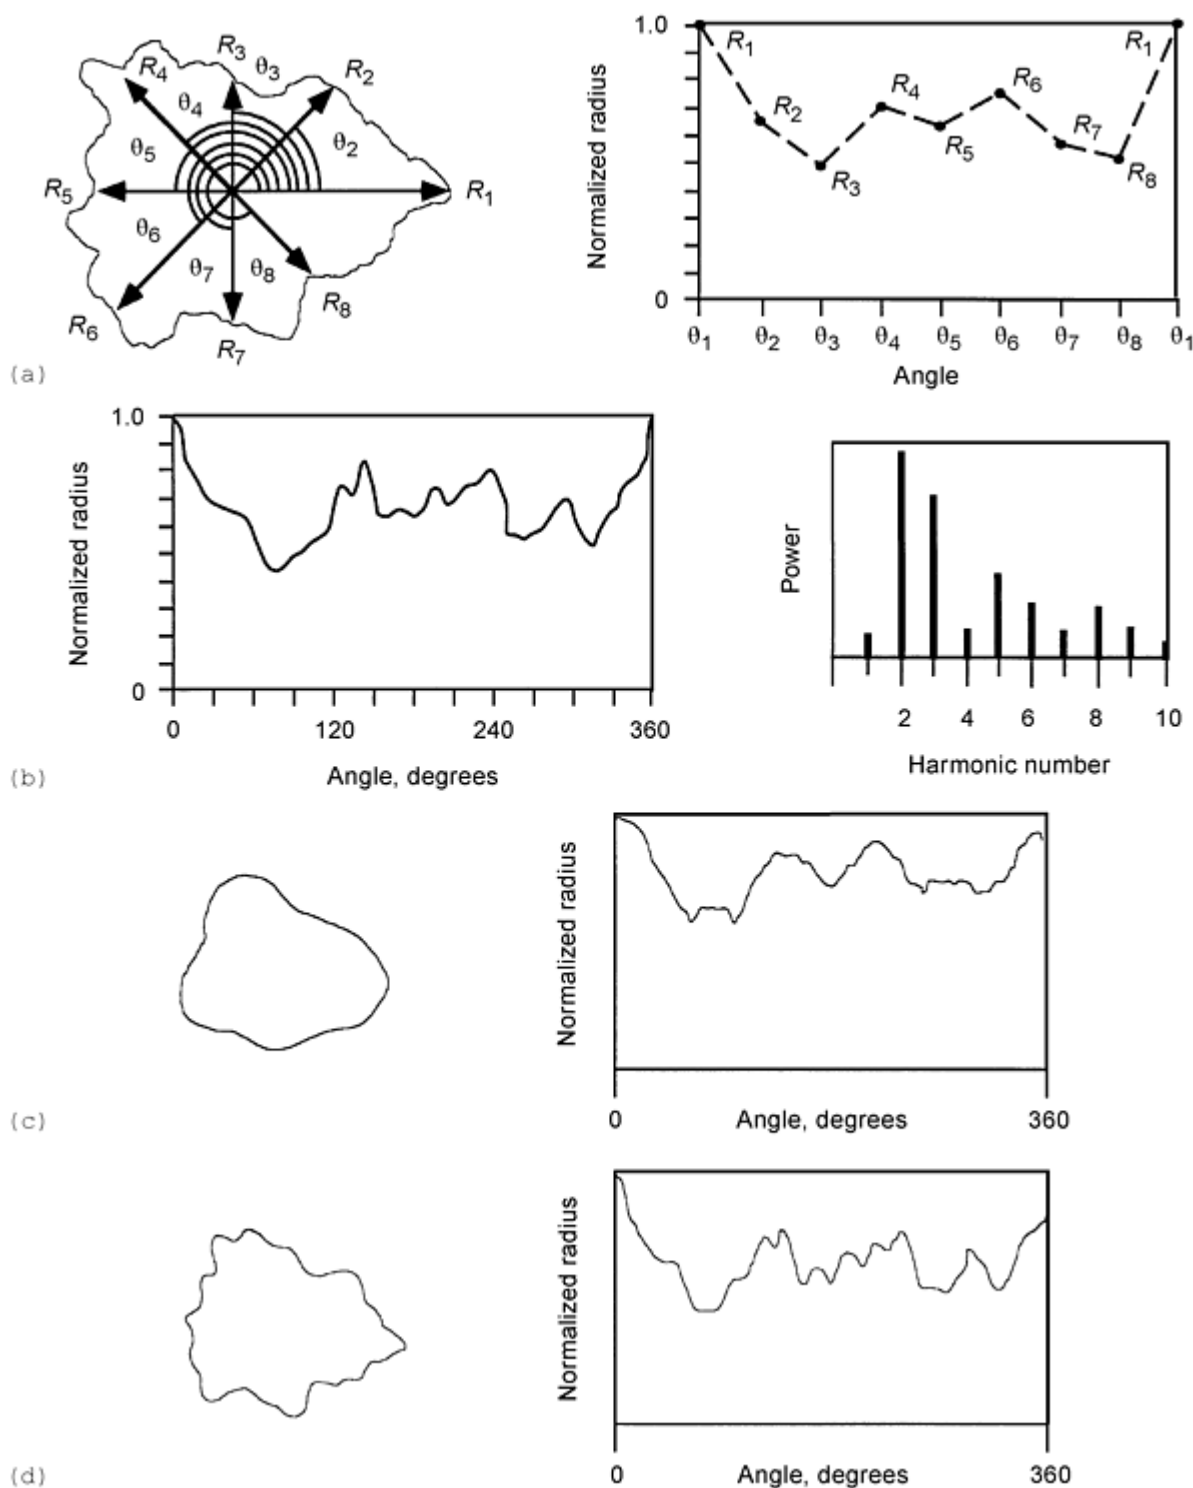 R3 θ3 R2
R4 θ4 θ2
θ5
R5 R1
θ6
θ7 θ8
R8
R6
R7
(a)
1.0
R1 R1
R2 R4 R6
R3 R5 R7
R8
Normalized radius
0
θ1 θ2 θ3 θ4 θ5 θ6 θ7 θ8 θ1
Angle
1.0
Normalized radius
0
0 120 240 360
Angle, degrees
(b)
Power
2 4 6 8 10
Harmonic number
Normalized radius
0 Angle, degrees 360
(c)
Normalized radius
0 Angle, degrees 360
(d)